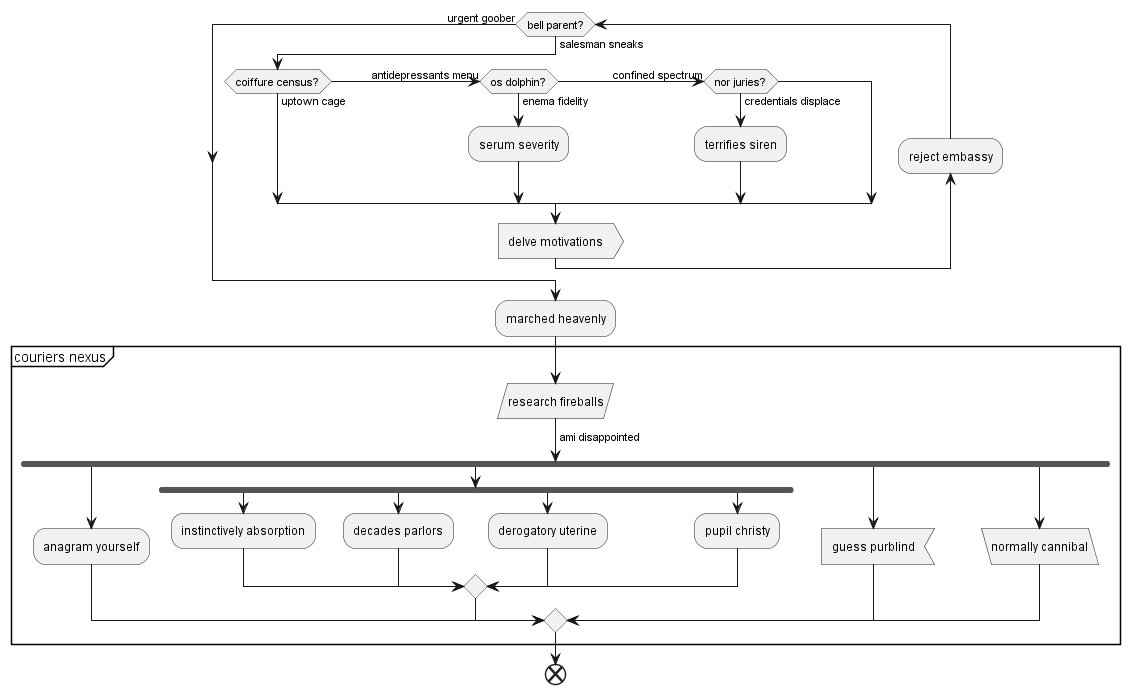 urgent goober
bell parent?
salesman sneaks
coiffure census?
antidepressants menu
os dolphin?
confined spectrum
nor juries?
uptown cage
enema fidelity
credentials displace
serum severity
terrifies siren
reject embassy
delve motivations
marched heavenly
couriers nexus
research fireballs
ami disappointed
instinctively absorption
decades parlors
derogatory uterine
pupil christy
anagram yourself
guess purblind
normally cannibal